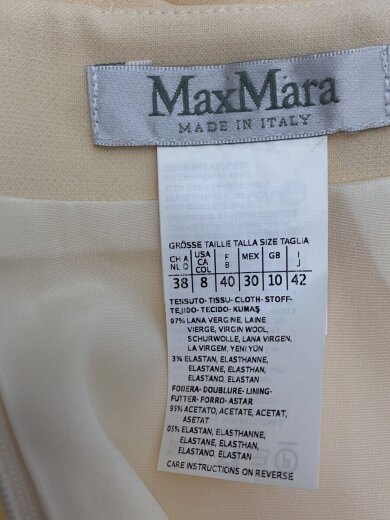 MaxMara
MADE IN ITALY
GRÖSSE TAILLE TALLA SIZE TAGLIA
CH A NL D USA CA COL F B MEX GB I J
38 8 40 30 10 42
TESSUTO- TISSU- CLOTH- STOFF-
TEJIDO- TECIDO- KUMAŞ
97% LANA VERGINE, LAINE
VIERGE, VIRGIN WOOL,
SCHURWOLLE, LANA VIRGEN,
LA VIRGEM, YENI YÜN
3% ELASTAN, ELASTHANNE,
ELASTANE, ELASTHAN,
ELASTANO, ELASTAN
FODERA- DOUBLURE- LINING-
FUTTER- FORRO- ASTAR
95% ACETATO, ACETATE, ACETAT,
ASETAT
05% ELASTAN, ELASTHANNE,
ELASTANE, ELASTHAN,
ELASTANO, ELASTAN
CARE INSTRUCTIONS ON REVERSE